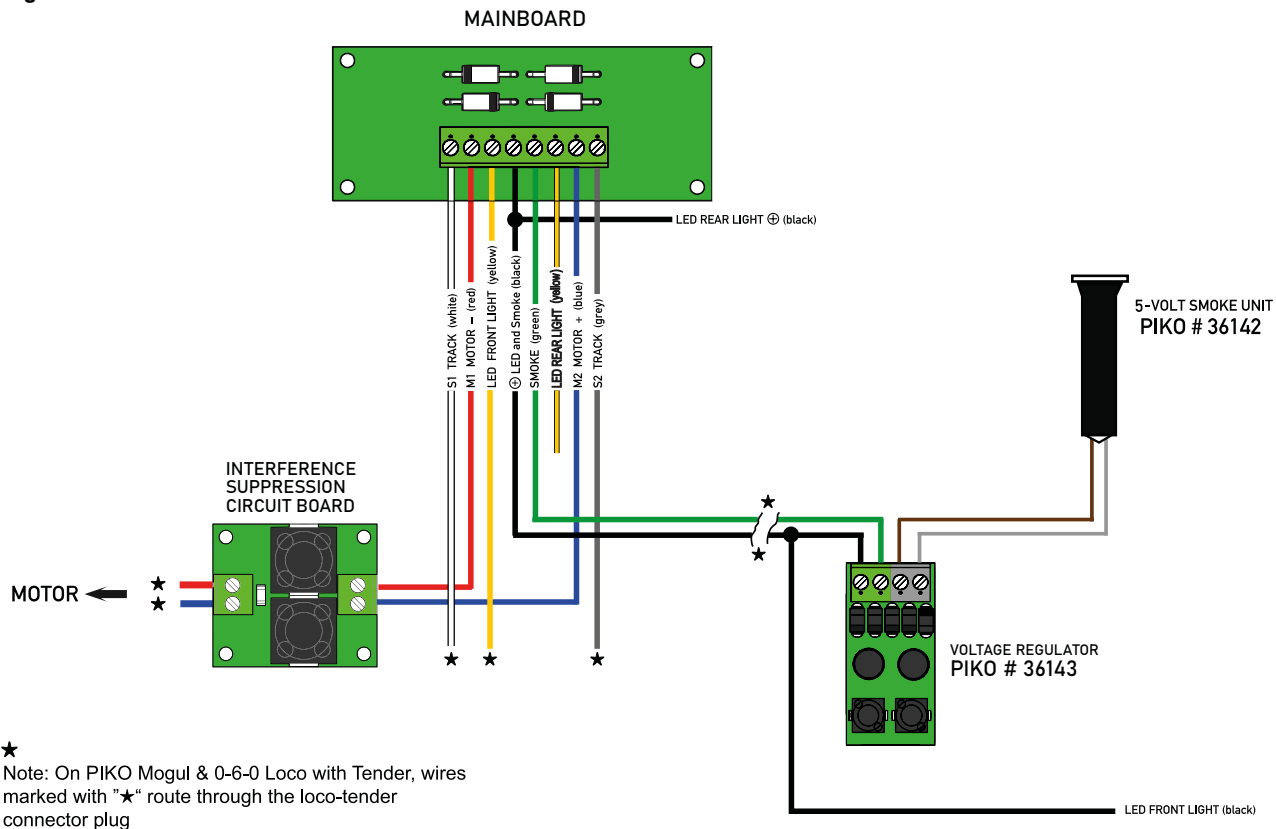 MAINBOARD
LED REAR LIGHT ⊕ (black)
S1 TRACK (white)
M1 MOTOR – (red)
LED FRONT LIGHT (yellow)
⊕ LED and Smoke (black)
SMOKE (green)
LED REAR LIGHT (yellow)
M2 MOTOR + (blue)
S2 TRACK (grey)
5-VOLT SMOKE UNIT
PIKO # 36142
INTERFERENCE
SUPPRESSION
CIRCUIT BOARD
MOTOR
VOLTAGE REGULATOR
PIKO # 36143
★
Note: On PIKO Mogul & 0-6-0 Loco with Tender, wires
marked with ”★“ route through the loco-tender
connector plug
LED FRONT LIGHT (black)